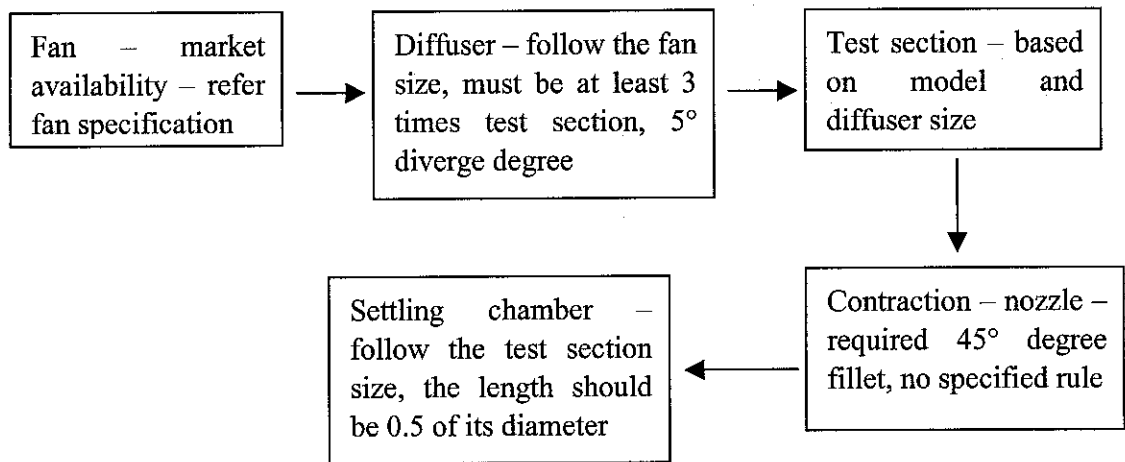 Fan – market
availability – refer
fan specification
Diffuser – follow the fan
size, must be at least 3
times test section, 5°
diverge degree
Test section – based
on model and
diffuser size
Contraction – nozzle –
required 45° degree
fillet, no specified rule
Settling chamber –
follow the test section
size, the length should
be 0.5 of its diameter